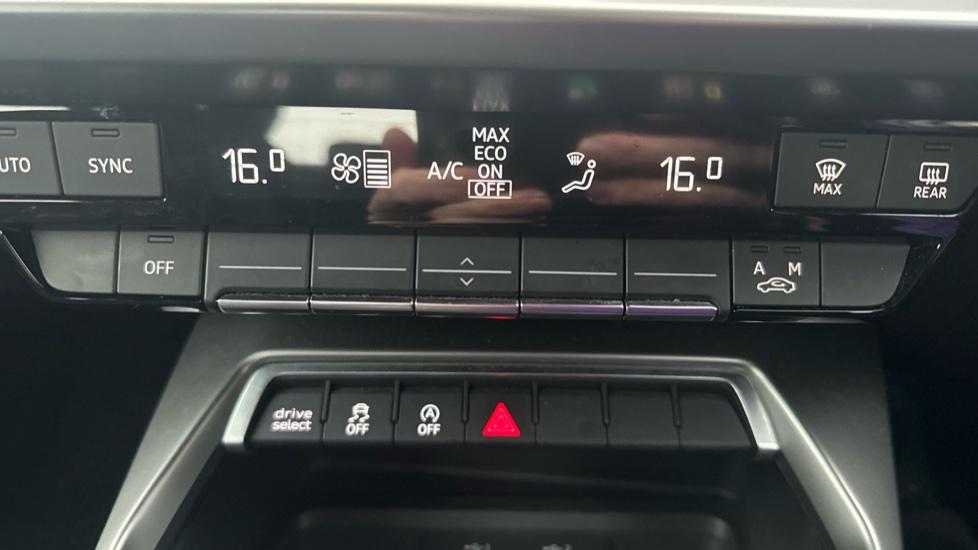 UTO
SYNC
16.0
A/C
MAX
ECO
ON
OFF
16.0
MAX
REAR
OFF
A M
drive
select
OFF
OFF